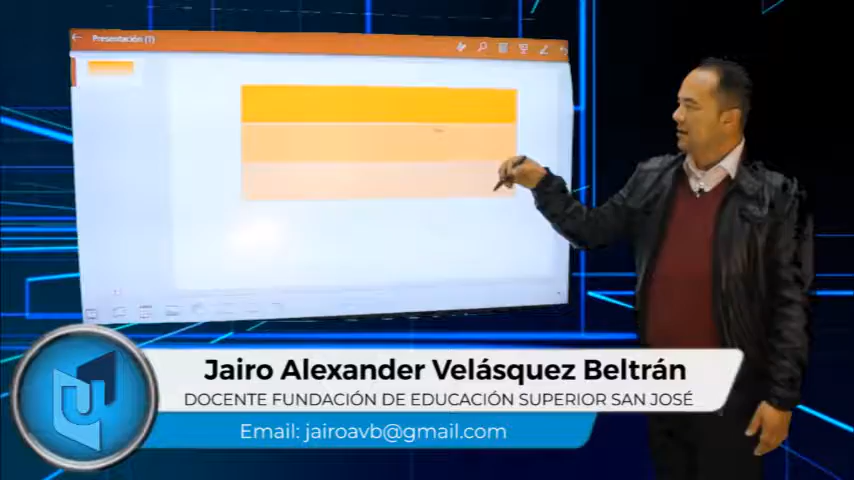 Presentación (1)
Jairo Alexander Velásquez Beltrán
DOCENTE FUNDACIÓN DE EDUCACIÓN SUPERIOR SAN JOSÉ
Email: jairoavb@gmail.com